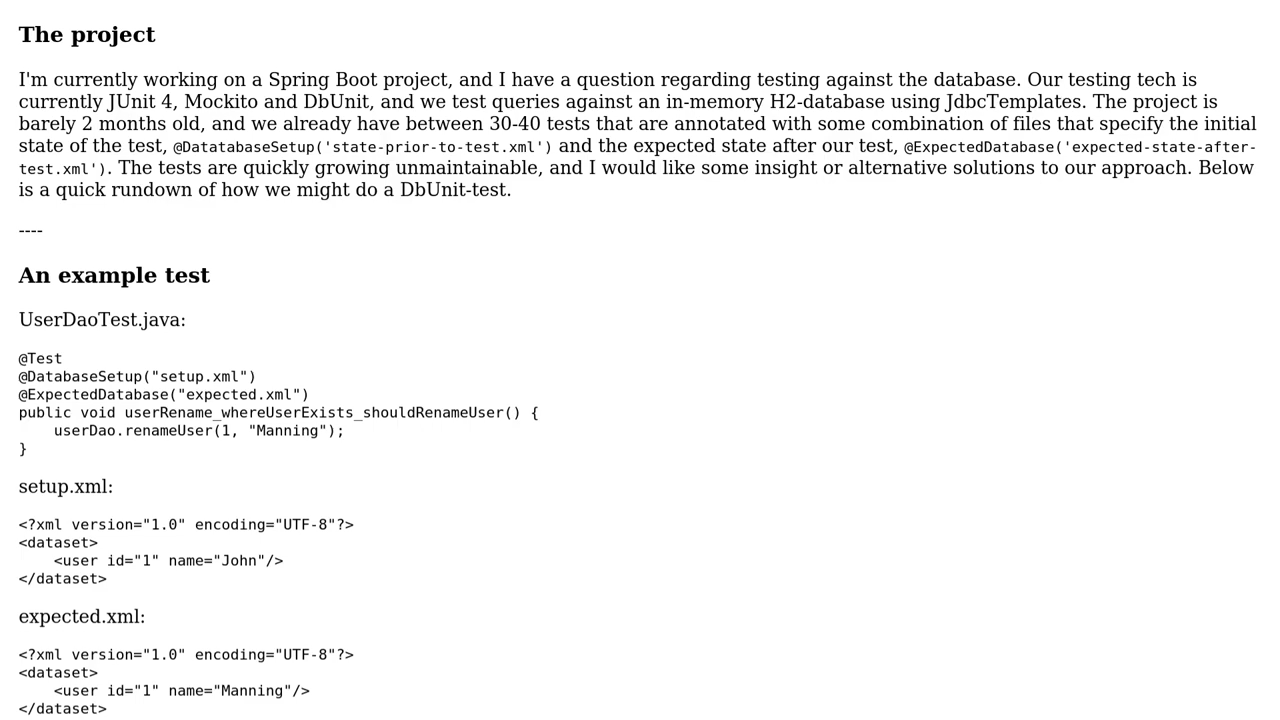 The project
I'm currently working on a Spring Boot project, and I have a question regarding testing against the database. Our testing tech is
currently JUnit 4, Mockito and DbUnit, and we test queries against an in-memory H2-database using JdbcTemplates. The project is
barely 2 months old, and we already have between 30-40 tests that are annotated with some combination of files that specify the initial
state of the test, @DatatabaseSetup('state-prior-to-test.xml') and the expected state after our test, @ExpectedDatabase('expected-state-after-
test.xml'). The tests are quickly growing unmaintainable, and I would like some insight or alternative solutions to our approach. Below
is a quick rundown of how we might do a DbUnit-test.
----
An example test
UserDaoTest.java:
@Test
@DatabaseSetup("setup.xml")
@ExpectedDatabase("expected.xml")
public void userRename_whereUserExists_shouldRenameUser() {
    userDao.renameUser(1, "Manning");
}
setup.xml:
<?xml version="1.0" encoding="UTF-8"?>
<dataset>
    <user id="1" name="John"/>
</dataset>
expected.xml:
<?xml version="1.0" encoding="UTF-8"?>
<dataset>
    <user id="1" name="Manning"/>
</dataset>